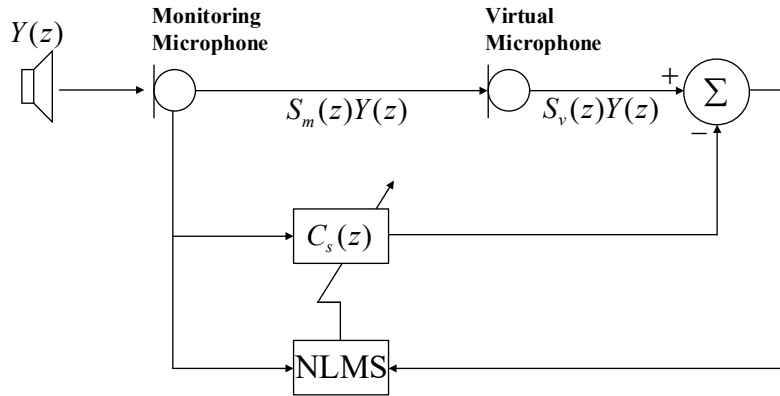 Y(z)
Monitoring
Microphone
Virtual
Microphone
S_m(z)Y(z)
S_v(z)Y(z)
+
Σ
−
C_s(z)
NLMS